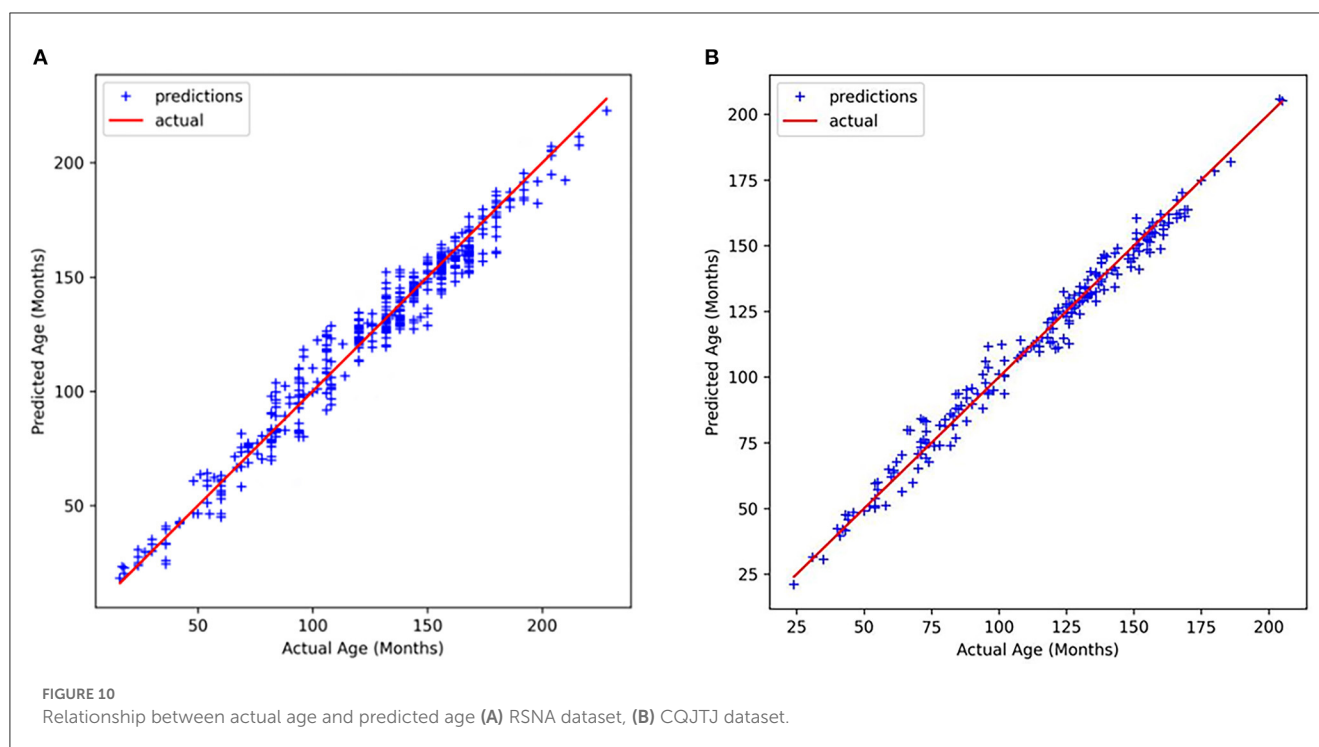 A
predictions
actual
200
150
100
50
Predicted Age (Months)
50 100 150 200
Actual Age (Months)
B
predictions
actual
200
175
150
125
100
75
50
25
Predicted Age (Months)
25 50 75 100 125 150 175 200
Actual Age (Months)
FIGURE 10
Relationship between actual age and predicted age (A) RSNA dataset, (B) CQJTJ dataset.